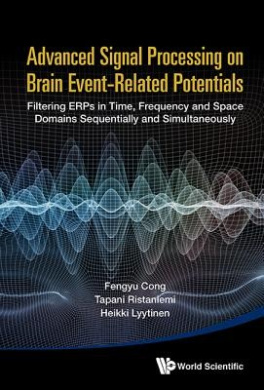 Advanced Signal Processing on
Brain Event-Related Potentials
Filtering ERPs in Time, Frequency and Space
Domains Sequentially and Simultaneously
Fengyu Cong
Tapani Ristaniemi
Heikki Lyytinen
World Scientific